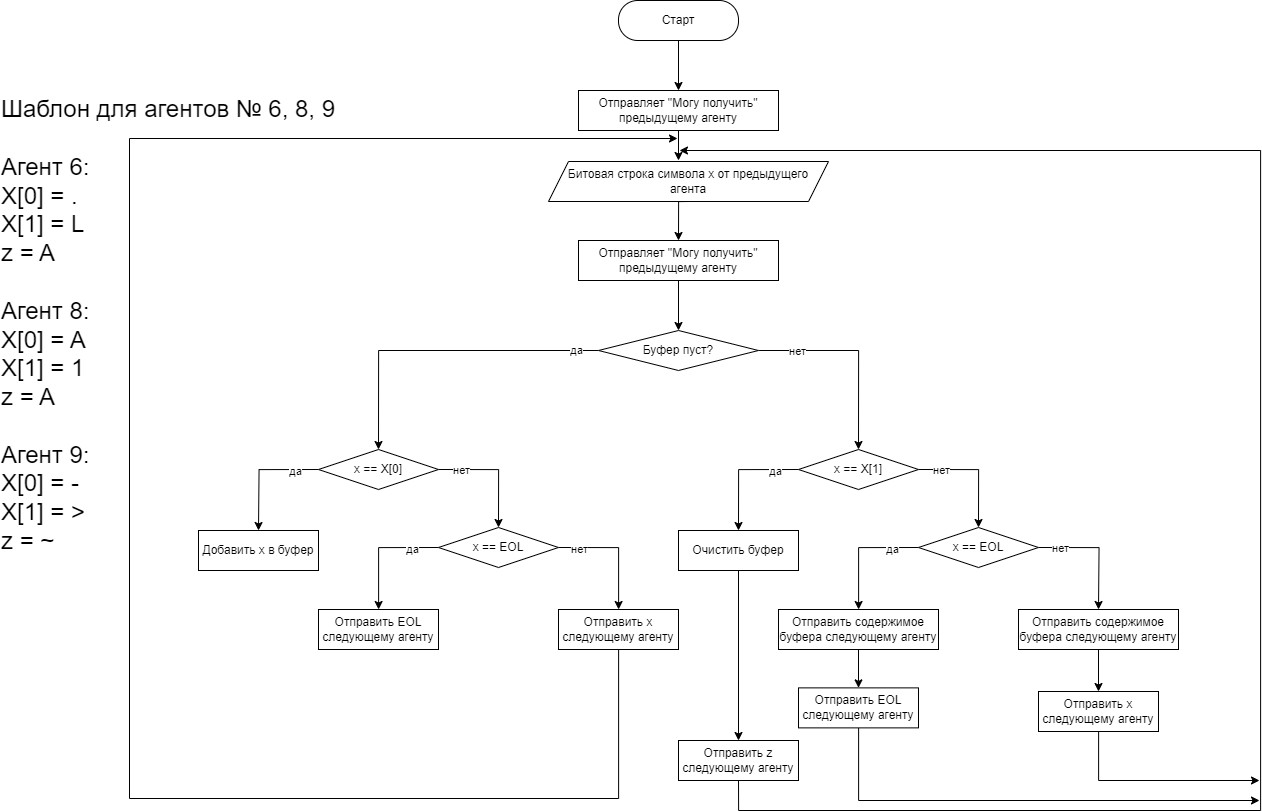 Старт
Отправляет "Могу получить"
предыдущему агенту
Шаблон для агентов № 6, 8, 9
Агент 6:
X[0] = .
X[1] = L
z = A
Агент 8:
X[0] = A
X[1] = 1
z = A
Агент 9:
X[0] = -
X[1] = >
z = ~
Битовая строка символа x от предыдущего
агента
Отправляет "Могу получить"
предыдущему агенту
Буфер пуст?
да
нет
x == X[0]
да
нет
x == X[1]
да
нет
Добавить x в буфер
x == EOL
да
нет
Очистить буфер
x == EOL
да
нет
Отправить EOL
следующему агенту
Отправить x
следующему агенту
Отправить содержимое
буфера следующему агенту
Отправить содержимое
буфера следующему агенту
Отправить EOL
следующему агенту
Отправить x
следующему агенту
Отправить z
следующему агенту